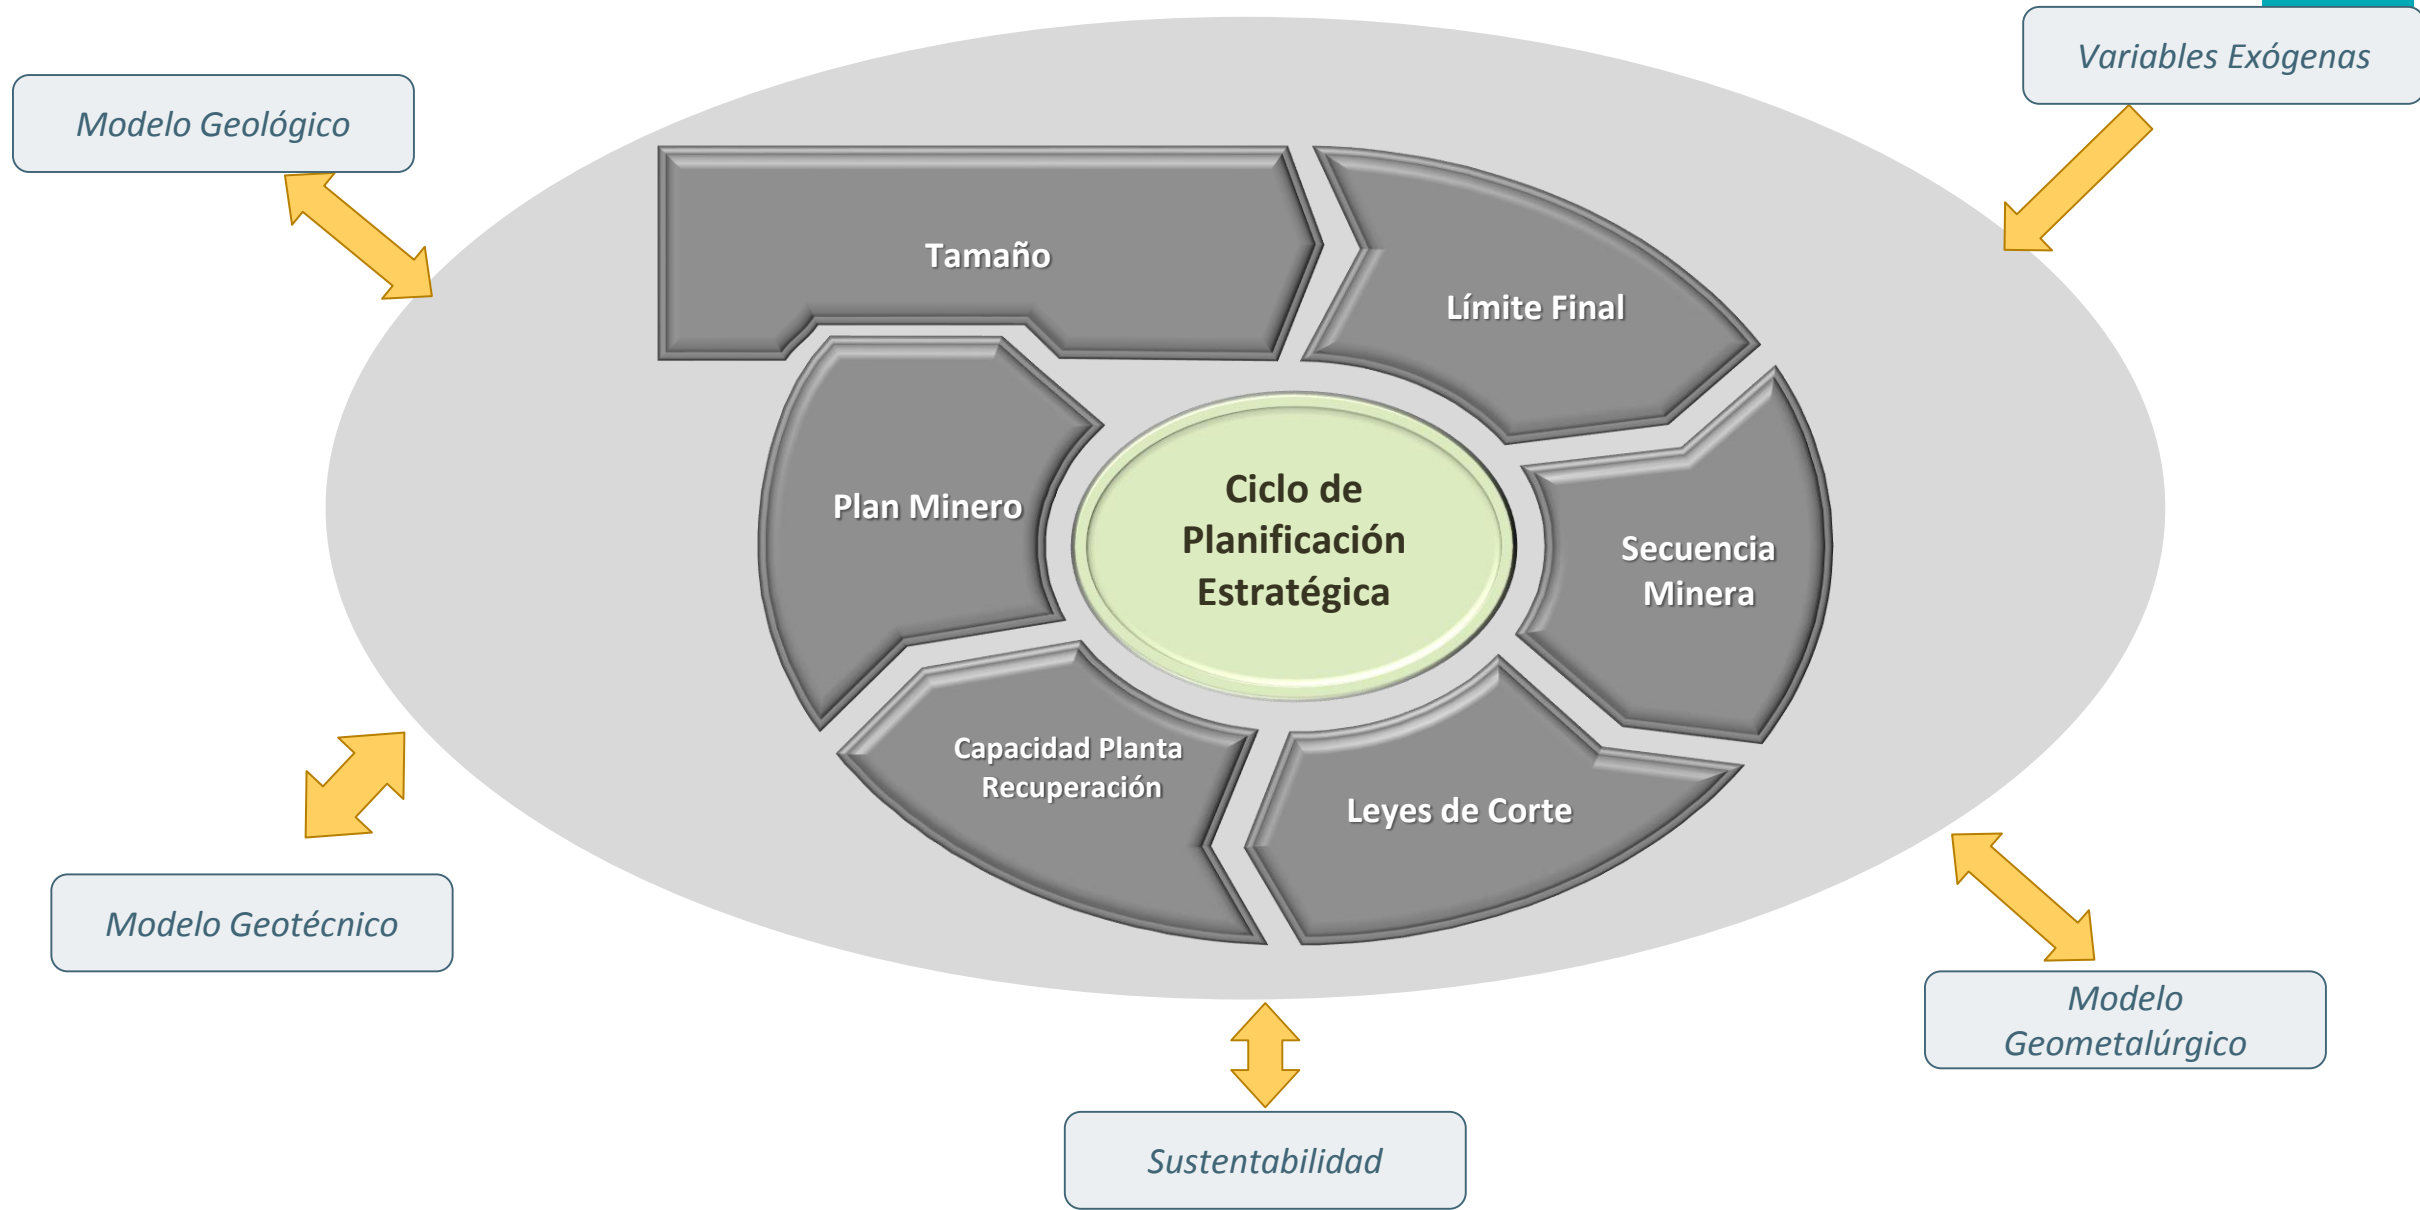 Variables Exógenas
Modelo Geológico
Tamaño
Límite Final
Ciclo de
Planificación
Estratégica
Plan Minero
Secuencia
Minera
Capacidad Planta
Recuperación
Leyes de Corte
Modelo Geotécnico
Modelo
Geometalúrgico
Sustentabilidad